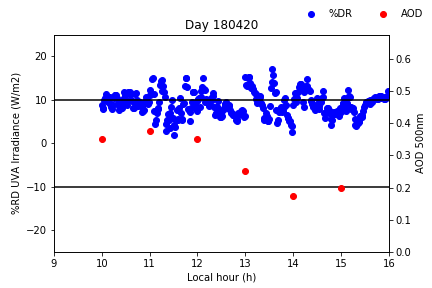 %DR AOD
Day 180420
%RD UVA Irradiance (W/m2)
20
10
0
−10
−20
AOD 500nm
0.6
0.5
0.4
0.3
0.2
0.1
0.0
9 10 11 12 13 14 15 16
Local hour (h)